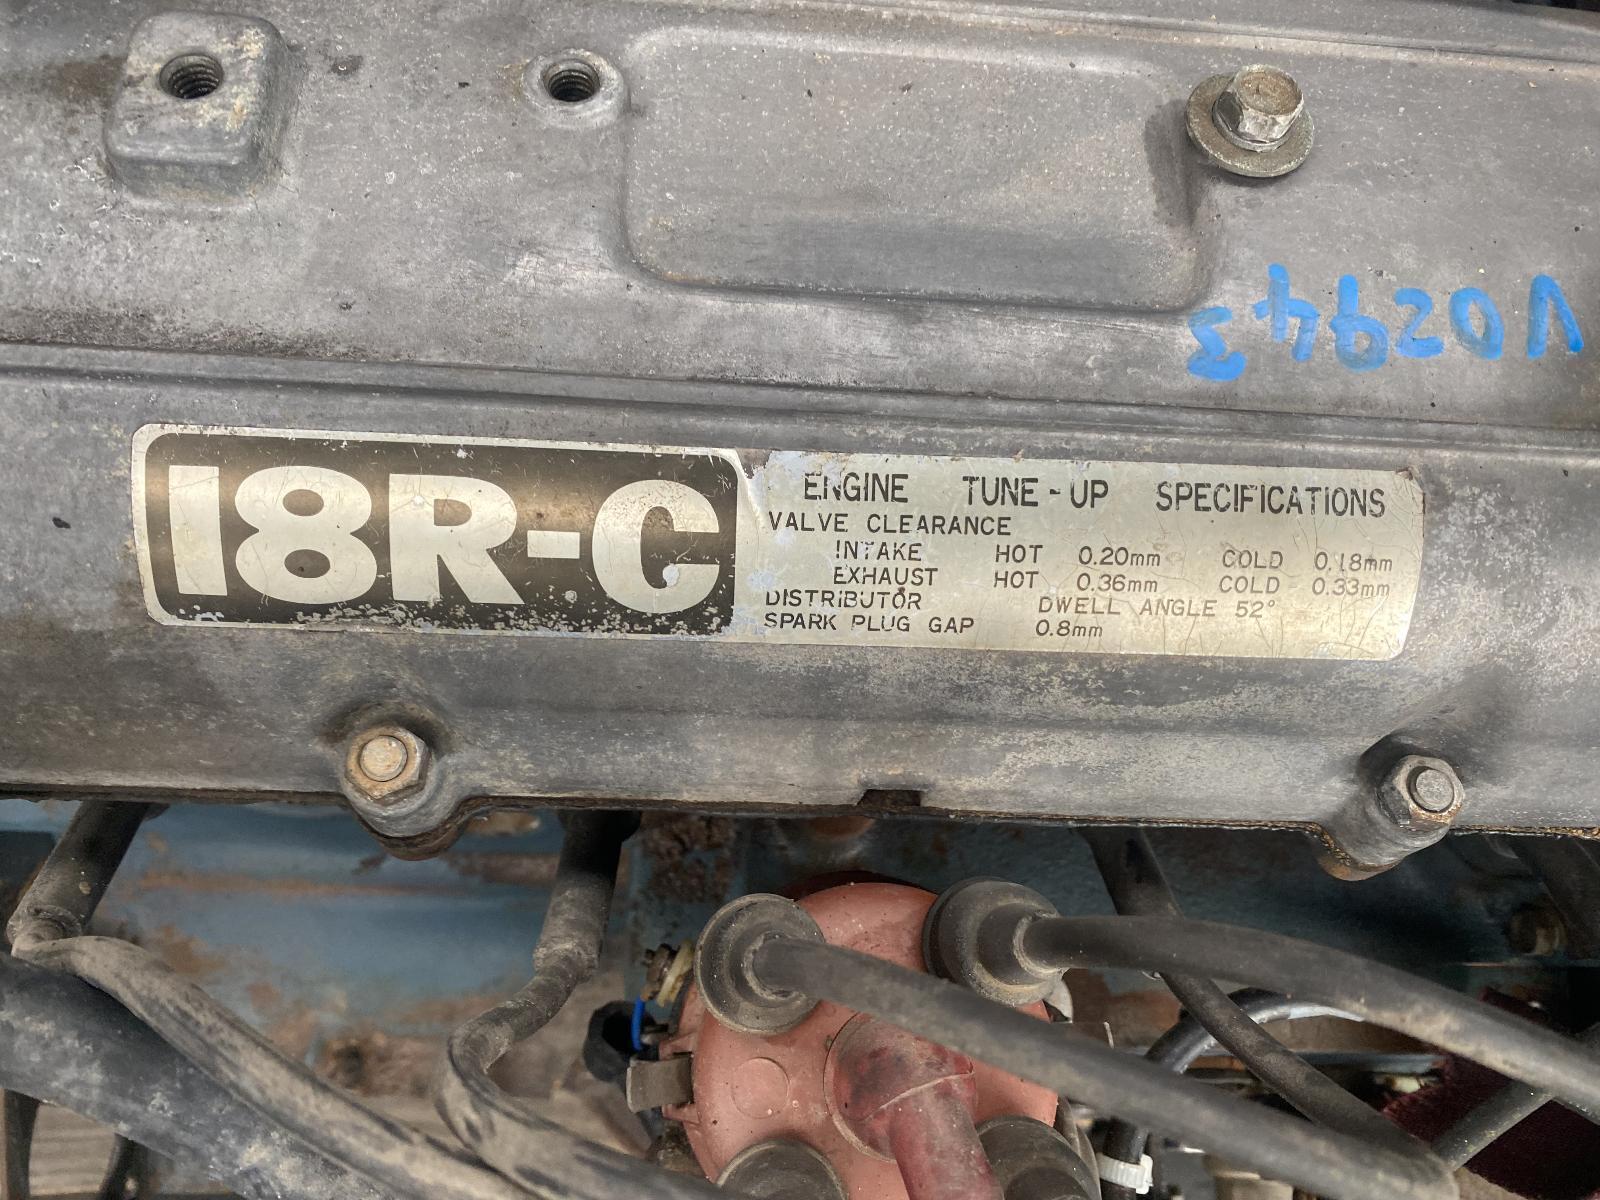 V02943
18R-C
ENGINE TUNE-UP SPECIFICATIONS
VALVE CLEARANCE
INTAKE HOT 0.20mm COLD 0.18mm
EXHAUST HOT 0.36mm COLD 0.33mm
DISTRIBUTOR DWELL ANGLE 52°
SPARK PLUG GAP 0.8mm